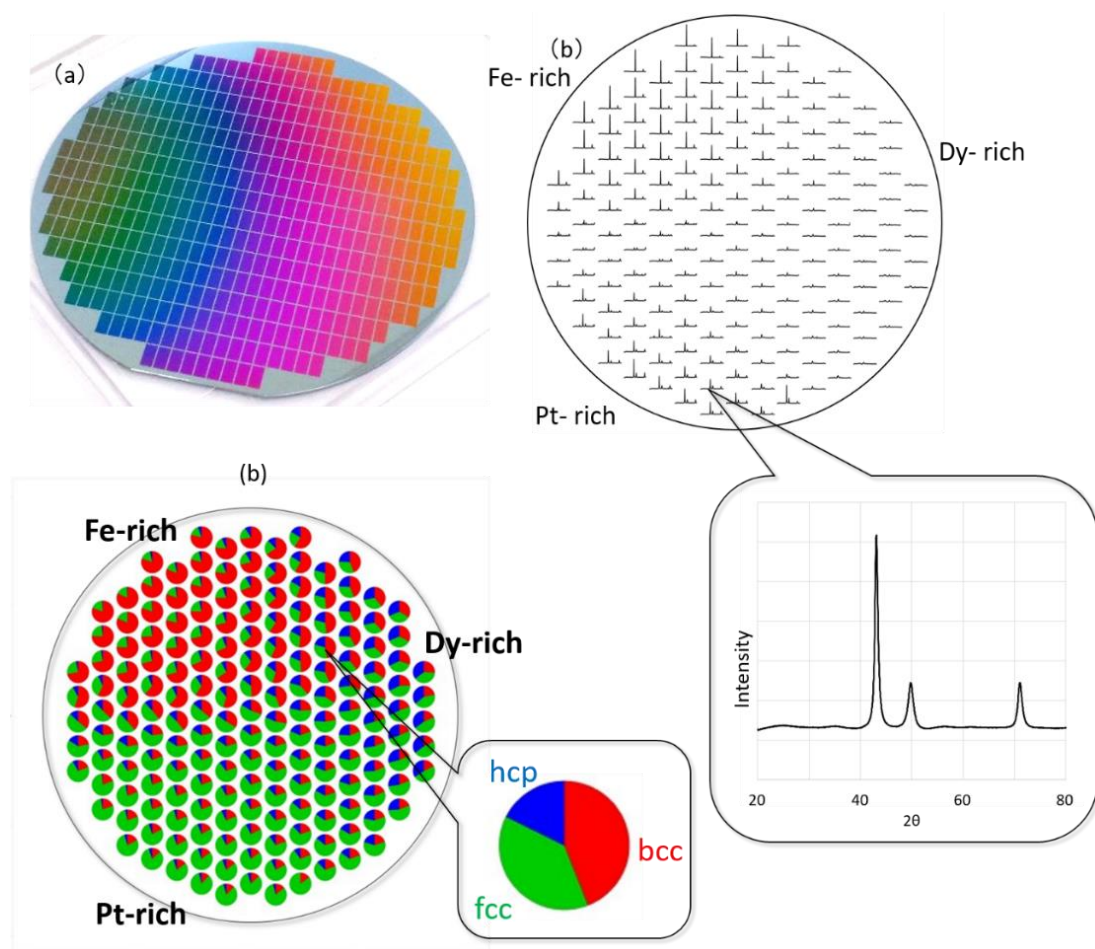 (a)
(b)
Fe- rich
Dy- rich
Pt- rich
(b)
Fe-rich
Dy-rich
Pt-rich
hcp
bcc
fcc
Intensity
20
40
60
80
2θ